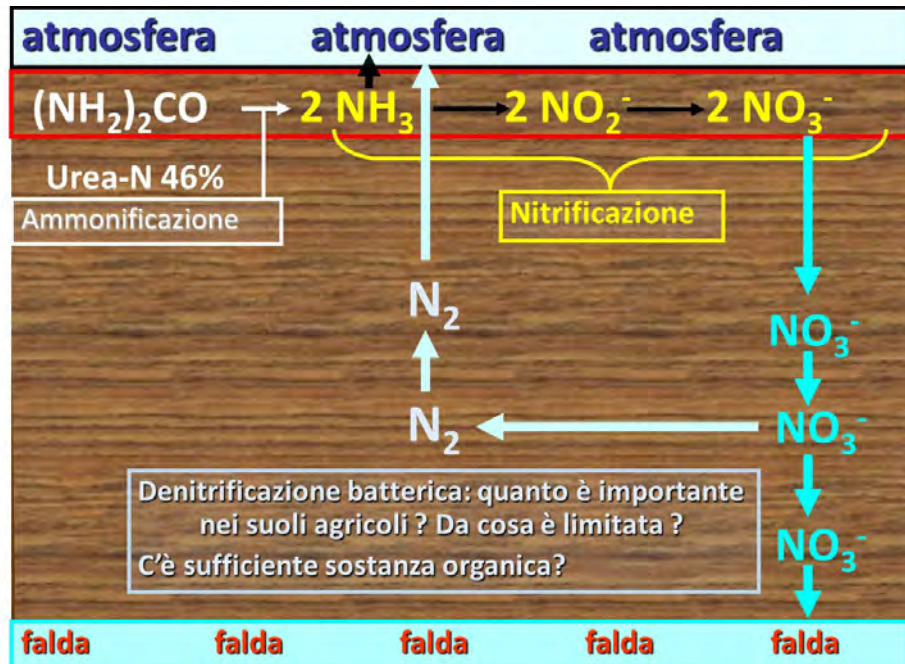 atmosfera atmosfera atmosfera
(NH₂)₂CO 2 NH₃ 2 NO₂⁻ 2 NO₃⁻
Urea-N 46%
Ammonificazione
Nitrificazione
N₂
NO₃⁻
N₂
NO₃⁻
Denitrificazione batterica: quanto è importante
nei suoli agricoli ? Da cosa è limitata ?
C'è sufficiente sostanza organica?
NO₃⁻
falda falda falda falda falda